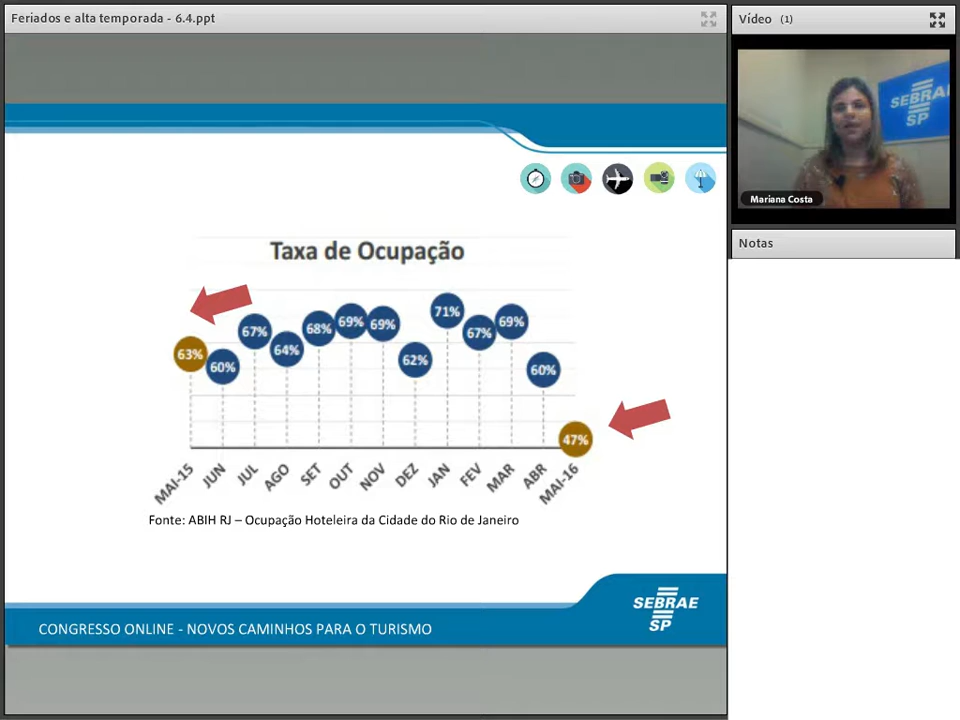 Feriados e alta temporada - 6.4.ppt
Vídeo (1)
SEBRAE
SP
Mariana Costa
Notas
Taxa de Ocupação
63%
60%
67%
64%
68%
69%
69%
62%
71%
67%
69%
60%
47%
MAI-15
JUN
JUL
AGO
SET
OUT
NOV
DEZ
JAN
FEV
MAR
ABR
MAI-16
Fonte: ABIH RJ – Ocupação Hoteleira da Cidade do Rio de Janeiro
SEBRAE
SP
CONGRESSO ONLINE - NOVOS CAMINHOS PARA O TURISMO